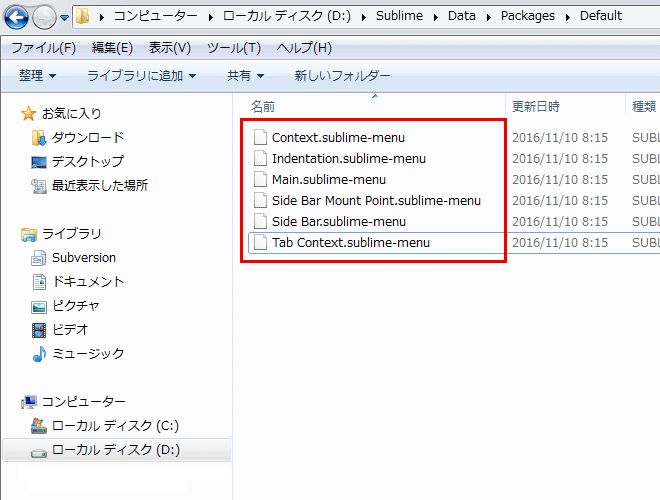 コンピューター ▸ ローカル ディスク (D:) ▸ Sublime ▸ Data ▸ Packages ▸ Default
ファイル(F) 編集(E) 表示(V) ツール(T) ヘルプ(H)
整理 ライブラリに追加 共有 新しいフォルダー
名前 更新日時 種類
お気に入り
ダウンロード
デスクトップ
最近表示した場所
ライブラリ
Subversion
ドキュメント
ピクチャ
ビデオ
ミュージック
コンピューター
ローカル ディスク (C:)
ローカル ディスク (D:)
Context.sublime-menu 2016/11/10 8:15 SUBL
Indentation.sublime-menu 2016/11/10 8:15 SUBL
Main.sublime-menu 2016/11/10 8:15 SUBL
Side Bar Mount Point.sublime-menu 2016/11/10 8:15 SUBL
Side Bar.sublime-menu 2016/11/10 8:15 SUBL
Tab Context.sublime-menu 2016/11/10 8:15 SUBL